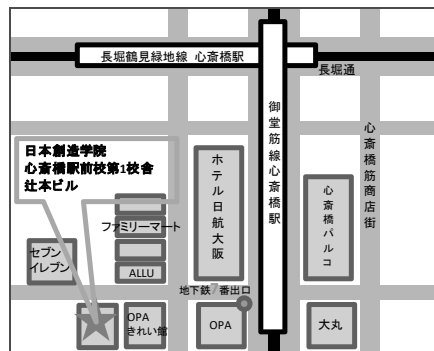 長堀鶴見緑地線 心斎橋駅
長堀通
御堂筋線心斎橋駅
心斎橋筋商店街
日本創造学院
心斎橋駅前校第1校舎
辻本ビル
ホテル日航大阪
心斎橋パルコ
ファミリーマート
セブン
イレブン
ALLU
地下鉄7番出口
OPA
きれい館
OPA
大丸